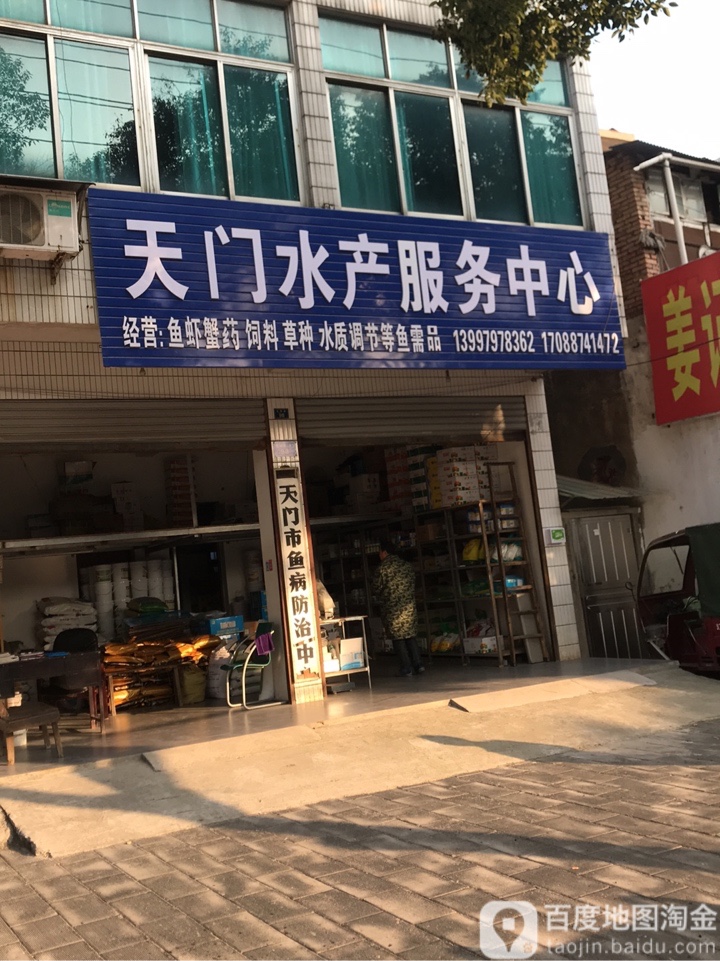 天门水产服务中心
经营: 鱼虾蟹药 饲料 草种 水质调节等鱼需品 13997978362 17088741472
天门市鱼病防治中
姜记
百度地图淘金
taojin.baidu.com